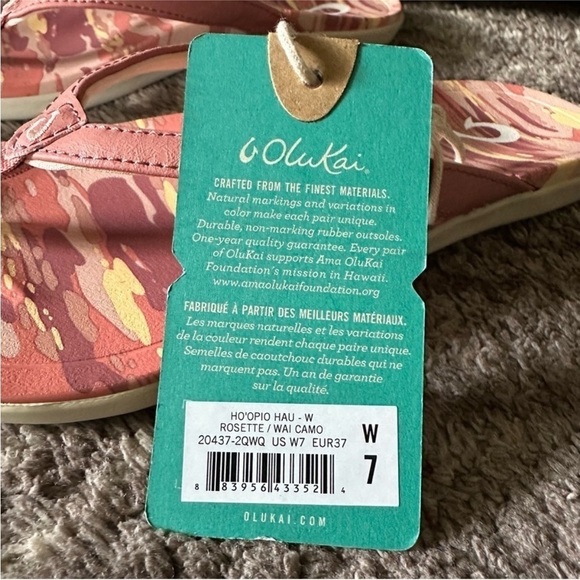 OluKai®
CRAFTED FROM THE FINEST MATERIALS.
Natural markings and variations in
color make each pair unique.
Durable, non-marking rubber outsoles.
One-year quality guarantee. Every pair
of OluKai supports Ama OluKai
Foundation's mission in Hawaii.
www.amaolukaifoundation.org
FABRIQUÉ À PARTIR DES MEILLEURS MATÉRIAUX.
Les marques naturelles et les variations
de la couleur rendent chaque paire unique.
Semelles de caoutchouc durables qui ne
marquent pas. Un an de garantie
sur la qualité.
HO'OPIO HAU - W
ROSETTE / WAI CAMO
20437-2QWQ US W7 EUR37
W
7
8 83956 43352 4
OLUKAI.COM